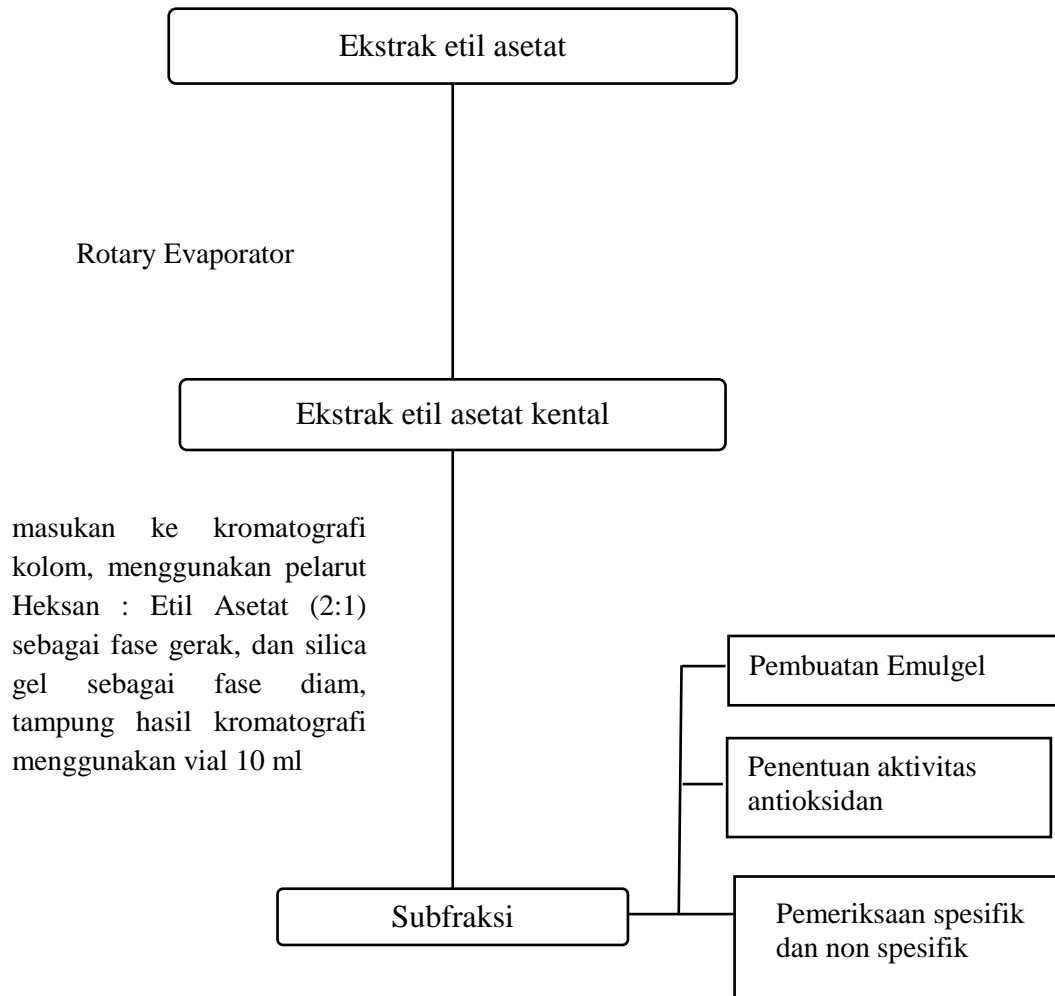 Ekstrak etil asetat
Rotary Evaporator
Ekstrak etil asetat kental
masukan ke kromatografi
kolom, menggunakan pelarut
Heksan : Etil Asetat (2:1)
sebagai fase gerak, dan silica
gel sebagai fase diam,
tampung hasil kromatografi
menggunakan vial 10 ml
Pembuatan Emulgel
Penentuan aktivitas
antioksidan
Subfraksi
Pemeriksaan spesifik
dan non spesifik